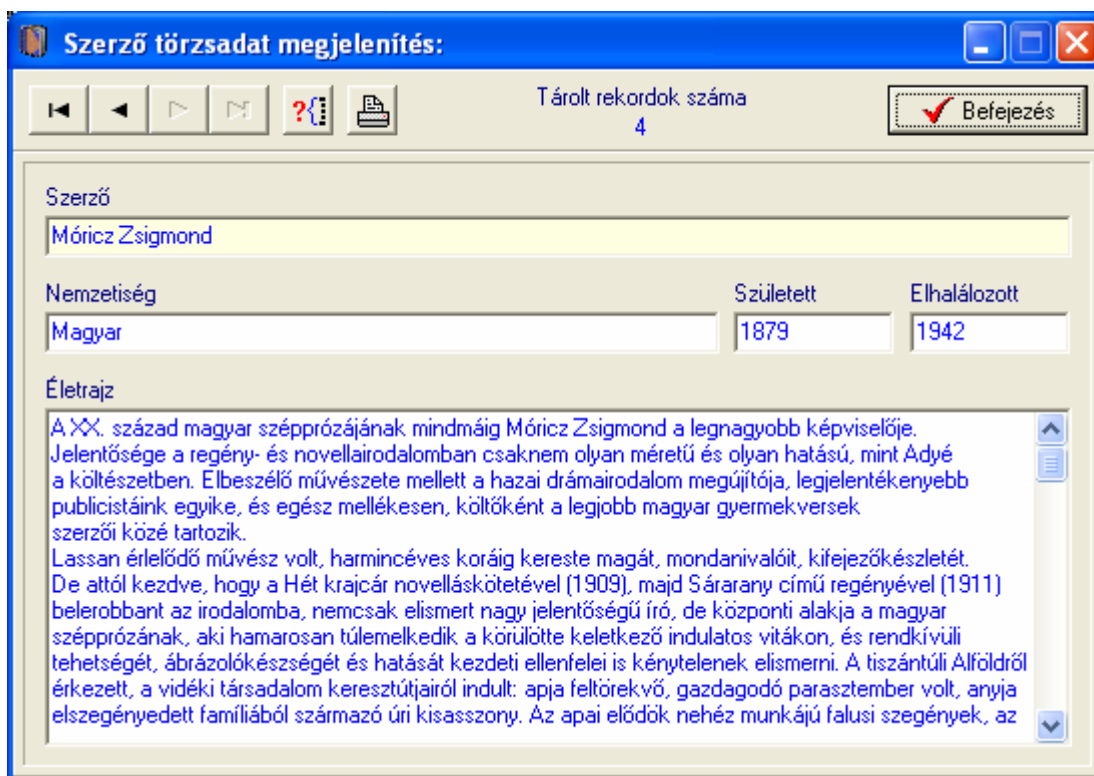 Szerző törzsadat megjelenítés:
?{
Tárolt rekordok száma
4
Befejezés
Szerző
Móricz Zsigmond
Nemzetiség
Született
Elhalálozott
Magyar
1879
1942
Életrajz
A XX. század magyar szépprózájának mindmáig Móricz Zsigmond a legnagyobb képviselője.
Jelentősége a regény- és novellairodalomban csaknem olyan méretű és olyan hatású, mint Adyé
a költészetben. Elbeszélő művészete mellett a hazai drámairodalom megújítója, legjelentékenyebb
publicistáink egyike, és egész mellékesen, költőként a legjobb magyar gyermekversek
szerzői közé tartozik.
Lassan érlelődő művész volt, harmincéves koráig kereste magát, mondanivalóit, kifejezőkészletét.
De attól kezdve, hogy a Hét krajcár novelláskötetével (1909), majd Sárarany című regényével (1911)
belerobbant az irodalomba, nemcsak elismert nagy jelentőségű író, de központi alakja a magyar
szépprózának, aki hamarosan túlemelkedik a körülötte keletkező indulatos vitákon, és rendkívüli
tehetségét, ábrázolókészségét és hatását kezdeti ellenfelei is kénytelenek elismerni. A tiszántúli Alföldről
érkezett, a vidéki társadalom keresztútjairól indult: apja feltörekvő, gazdagodó parasztember volt, anyja
elszegényedett famíliából származó úri kisasszony. Az apai elődök nehéz munkájú falusi szegények, az